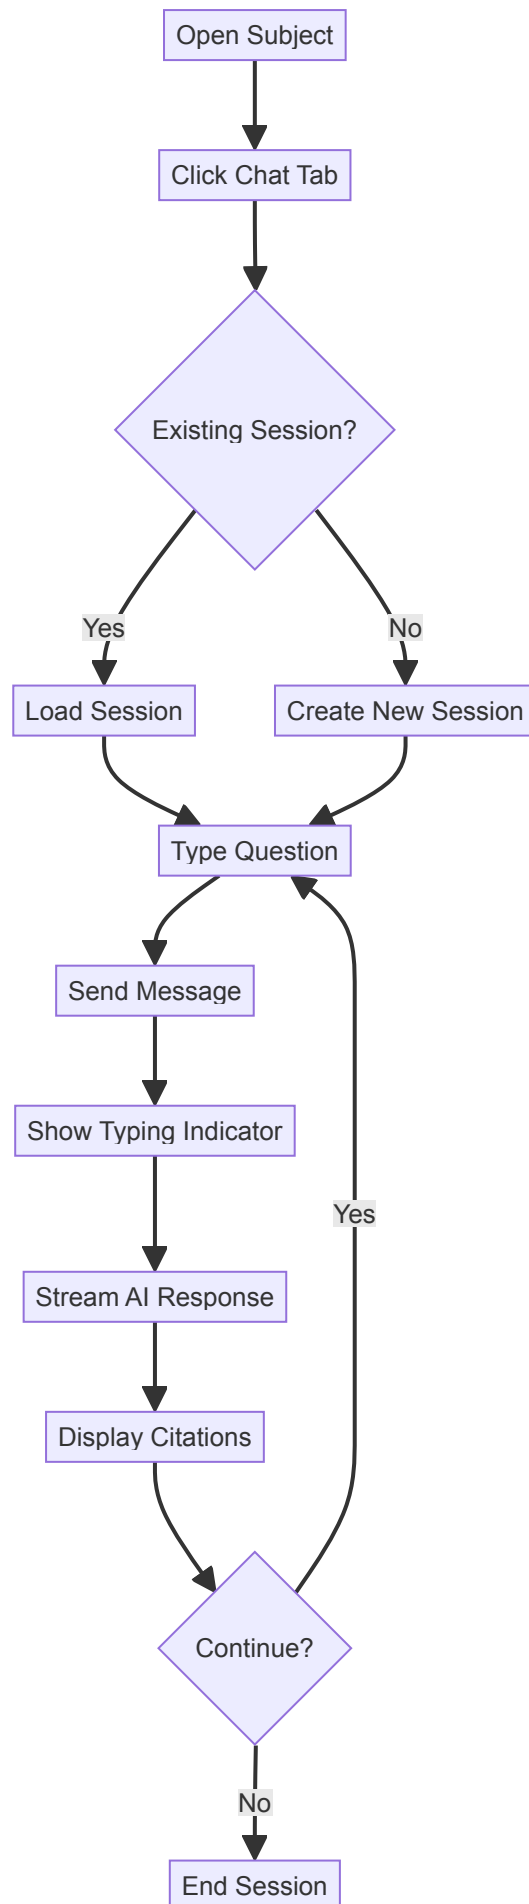 Open Subject
Click Chat Tab
Existing Session?
Yes
No
Load Session
Create New Session
Type Question
Send Message
Show Typing Indicator
Yes
Stream AI Response
Display Citations
Continue?
No
End Session